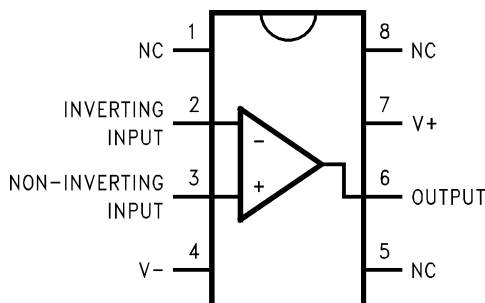 1
NC
8
NC
INVERTING
INPUT
2
7
V+
−
NON-INVERTING
INPUT
3
+
6
OUTPUT
4
V-
5
NC